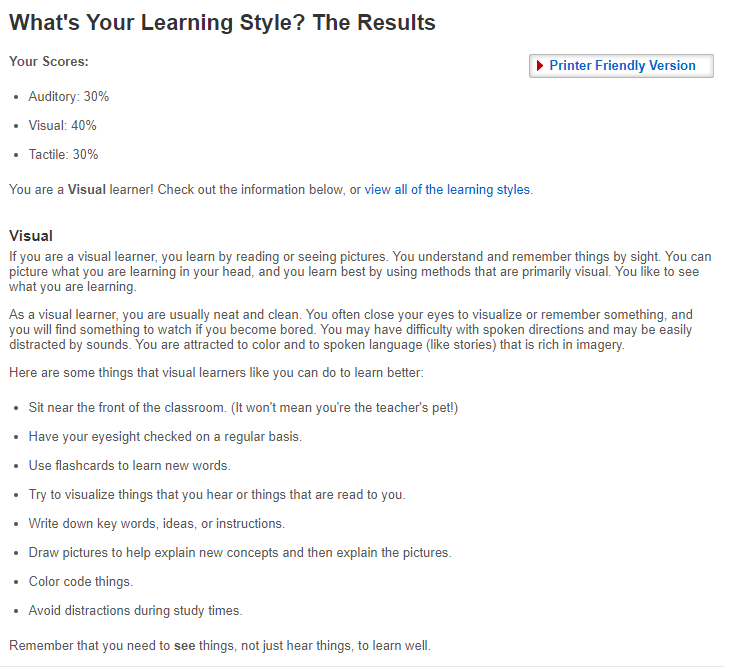 What's Your Learning Style? The Results
Your Scores:
Printer Friendly Version
• Auditory: 30%
• Visual: 40%
• Tactile: 30%
You are a Visual learner! Check out the information below, or view all of the learning styles.
Visual
If you are a visual learner, you learn by reading or seeing pictures. You understand and remember things by sight. You can
picture what you are learning in your head, and you learn best by using methods that are primarily visual. You like to see
what you are learning.
As a visual learner, you are usually neat and clean. You often close your eyes to visualize or remember something, and
you will find something to watch if you become bored. You may have difficulty with spoken directions and may be easily
distracted by sounds. You are attracted to color and to spoken language (like stories) that is rich in imagery.
Here are some things that visual learners like you can do to learn better:
• Sit near the front of the classroom. (It won't mean you're the teacher's pet!)
• Have your eyesight checked on a regular basis.
• Use flashcards to learn new words.
• Try to visualize things that you hear or things that are read to you.
• Write down key words, ideas, or instructions.
• Draw pictures to help explain new concepts and then explain the pictures.
• Color code things.
• Avoid distractions during study times.
Remember that you need to see things, not just hear things, to learn well.